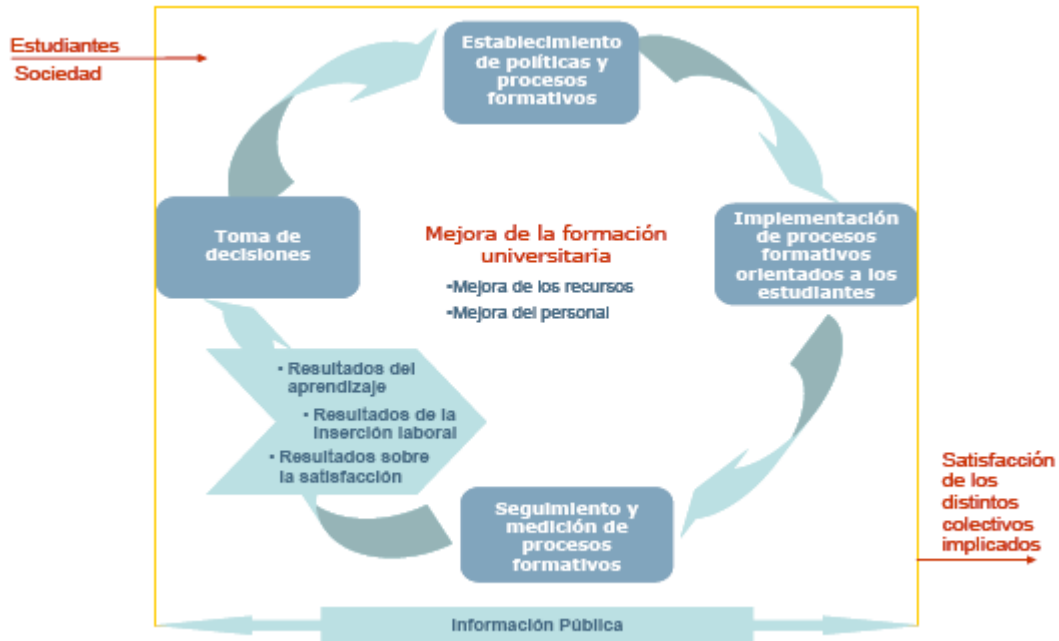 Estudiantes
Sociedad
Establecimiento
de políticas y
procesos
formativos
Toma de
decisiones
Mejora de la formación
universitaria
▪Mejora de los recursos
▪Mejora del personal
Implementación
de procesos
formativos
orientados a los
estudiantes
▪ Resultados del
aprendizaje
▪ Resultados de la
inserción laboral
▪ Resultados sobre
la satisfacción
Seguimiento y
medición de
procesos
formativos
Satisfacción
de los
distintos
colectivos
implicados
Información Pública